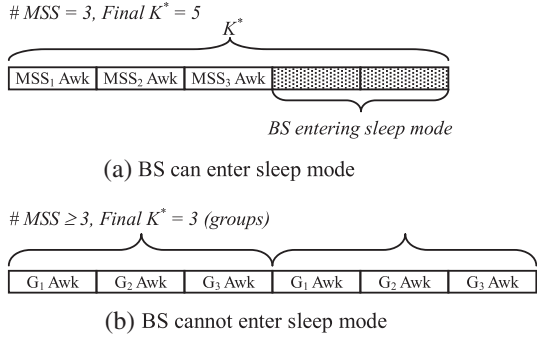 # MSS = 3, Final K* = 5
K*
MSS₁ Awk MSS₂ Awk MSS₃ Awk
BS entering sleep mode
(a) BS can enter sleep mode
# MSS ≥ 3, Final K* = 3 (groups)
G₁ Awk G₂ Awk G₃ Awk G₁ Awk G₂ Awk G₃ Awk
(b) BS cannot enter sleep mode